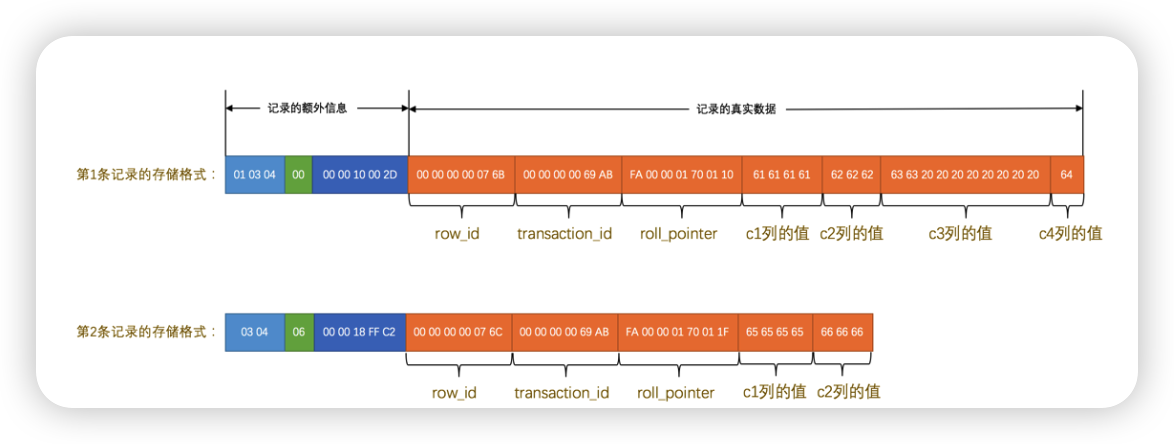 记录的额外信息 记录的真实数据
第1条记录的存储格式： 01 03 04 00 00 00 10 00 2D 00 00 00 00 07 6B 00 00 00 00 69 AB FA 00 00 01 70 01 10 61 61 61 61 62 62 62 63 63 20 20 20 20 20 20 20 20 64
row_id transaction_id roll_pointer c1列的值 c2列的值 c3列的值 c4列的值
第2条记录的存储格式： 03 04 06 00 00 18 FF C2 00 00 00 00 07 6C 00 00 00 00 69 AB FA 00 00 01 70 01 1F 65 65 65 65 66 66 66
row_id transaction_id roll_pointer c1列的值 c2列的值